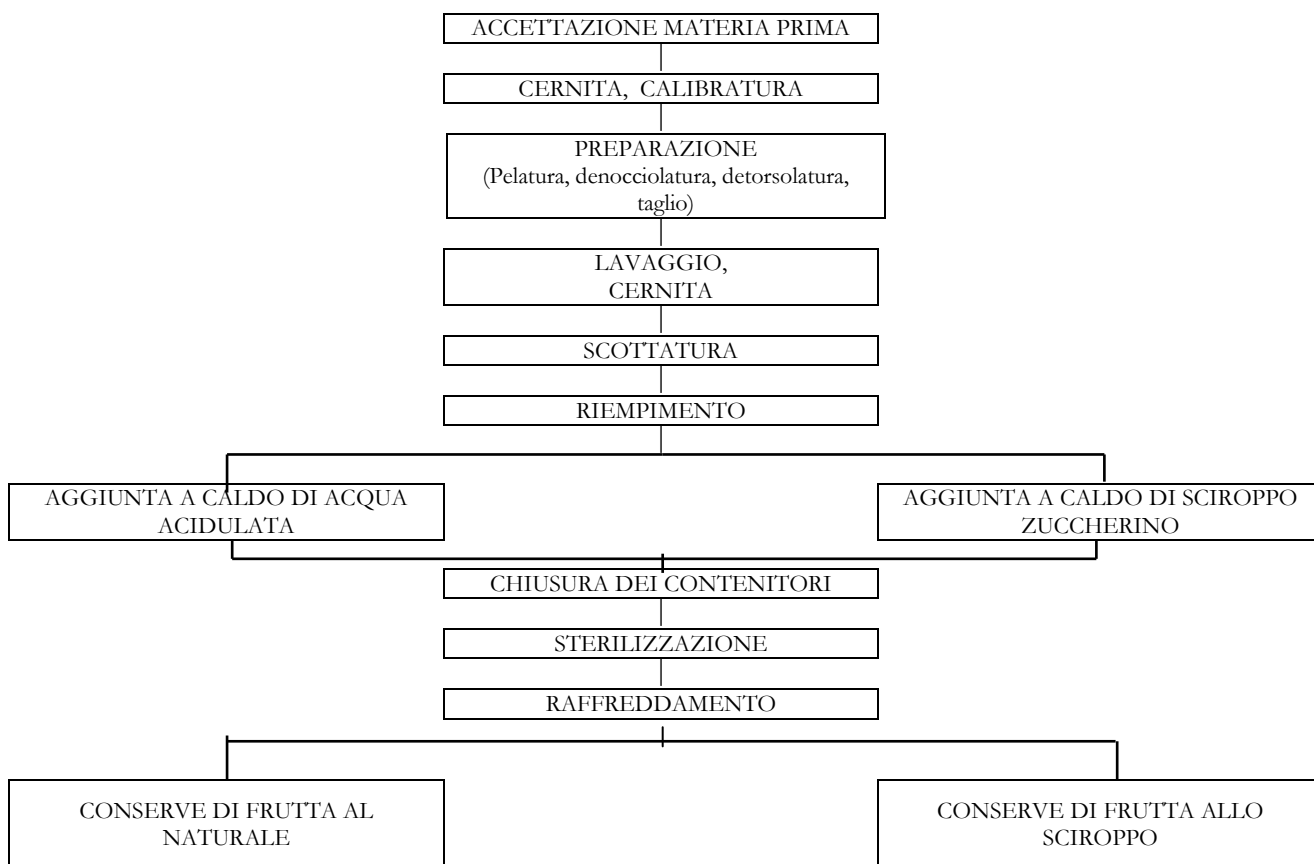 ACCETTAZIONE MATERIA PRIMA
CERNITA, CALIBRATURA
PREPARAZIONE
(Pelatura, denocciolatura, detorsolatura,
taglio)
LAVAGGIO,
CERNITA
SCOTTATURA
RIEMPIMENTO
AGGIUNTA A CALDO DI ACQUA
ACIDULATA
AGGIUNTA A CALDO DI SCIROPPO
ZUCCHERINO
CHIUSURA DEI CONTENITORI
STERILIZZAZIONE
RAFFREDDAMENTO
CONSERVE DI FRUTTA AL
NATURALE
CONSERVE DI FRUTTA ALLO
SCIROPPO